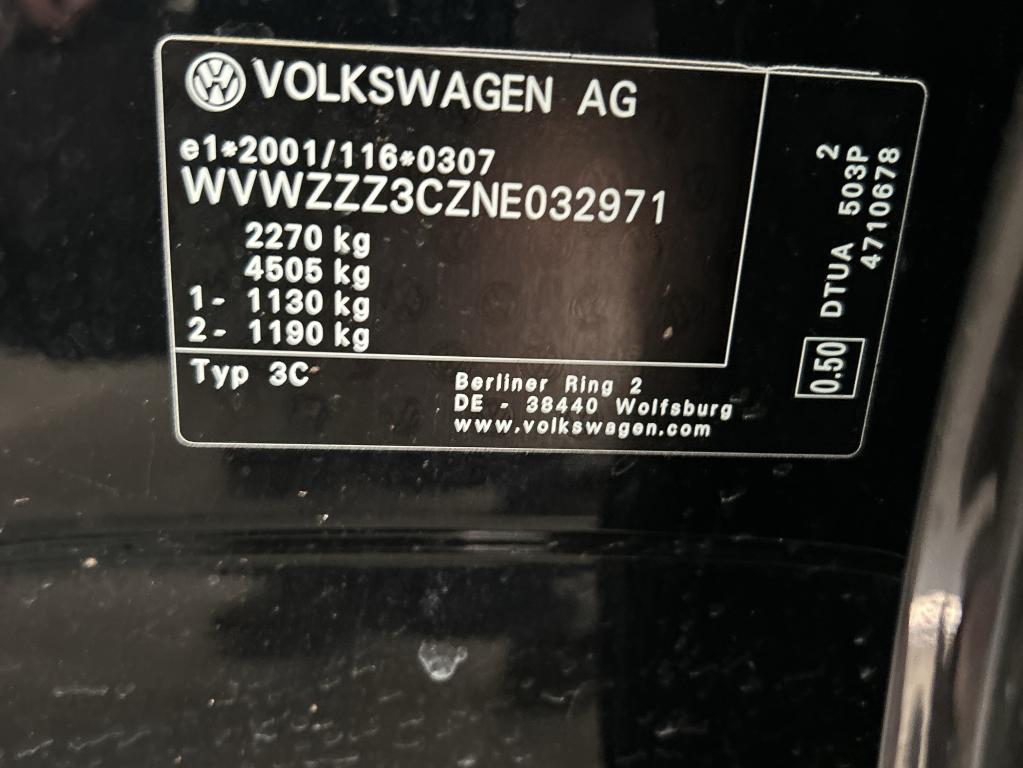 VOLKSWAGEN AG
e1*2001/116*0307
WVWZZZ3CZNE032971
2270 kg
4505 kg
1- 1130 kg
2- 1190 kg
Typ 3C
Berliner Ring 2
DE - 38440 Wolfsburg
www.volkswagen.com
0.50
DTUA 503P 2
4710678